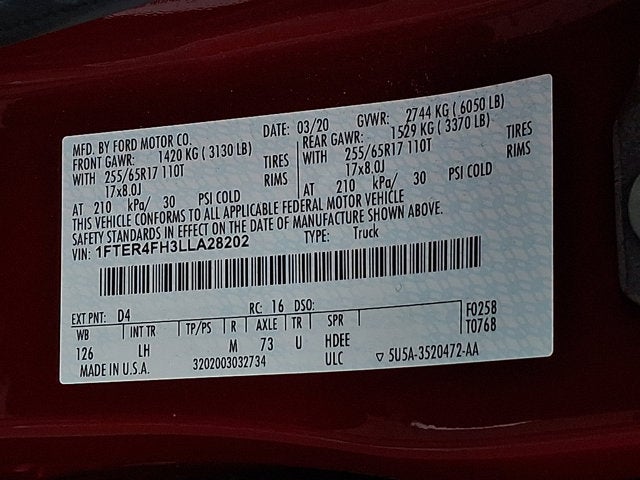 MFD. BY FORD MOTOR CO. DATE: 03/20 GVWR: 2744 KG ( 6050 LB)
FRONT GAWR: 1420 KG ( 3130 LB) REAR GAWR: 1529 KG ( 3370 LB)
WITH 255/65R17 110T TIRES WITH 255/65R17 110T TIRES
17x8.0J RIMS 17x8.0J RIMS
AT 210 kPa/ 30 PSI COLD AT 210 kPa/ 30 PSI COLD
THIS VEHICLE CONFORMS TO ALL APPLICABLE FEDERAL MOTOR VEHICLE
SAFETY STANDARDS IN EFFECT ON THE DATE OF MANUFACTURE SHOWN ABOVE.
VIN: 1FTER4FH3LLA28202 TYPE: Truck
EXT PNT: D4 RC: 16 DSO: F0258
WB INT TR TP/PS R AXLE TR SPR T0768
126 LH M 73 U HDEE
MADE IN U.S.A. 3202003032734 ULC ▽ 5U5A-3520472-AA